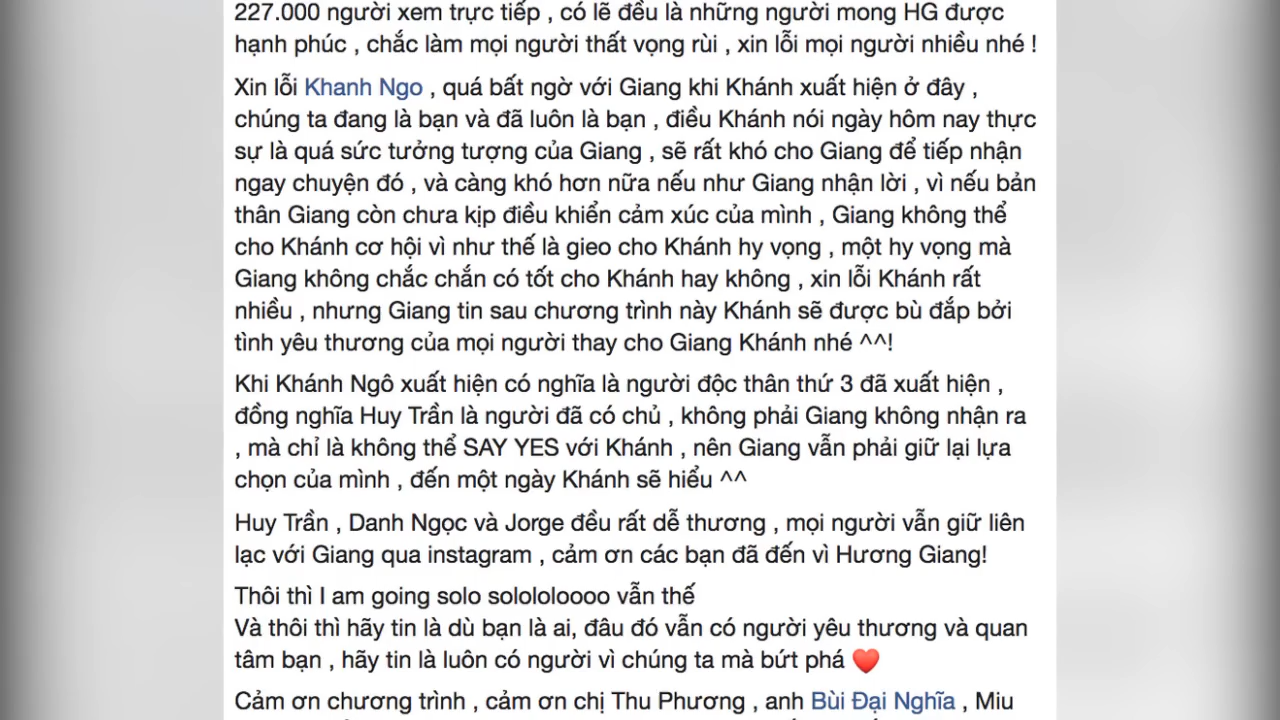 227.000 người xem trực tiếp , có lẽ đều là những người mong HG được
hạnh phúc , chắc làm mọi người thất vọng rùi , xin lỗi mọi người nhiều nhé !
Xin lỗi Khanh Ngo , quá bất ngờ với Giang khi Khánh xuất hiện ở đây ,
chúng ta đang là bạn và đã luôn là bạn , điều Khánh nói ngày hôm nay thực
sự là quá sức tưởng tượng của Giang , sẽ rất khó cho Giang để tiếp nhận
ngay chuyện đó , và càng khó hơn nữa nếu như Giang nhận lời , vì nếu bản
thân Giang còn chưa kịp điều khiển cảm xúc của mình , Giang không thể
cho Khánh cơ hội vì như thế là gieo cho Khánh hy vọng , một hy vọng mà
Giang không chắc chắn có tốt cho Khánh hay không , xin lỗi Khánh rất
nhiều , nhưng Giang tin sau chương trình này Khánh sẽ được bù đắp bởi
tình yêu thương của mọi người thay cho Giang Khánh nhé ^^!
Khi Khánh Ngô xuất hiện có nghĩa là người độc thân thứ 3 đã xuất hiện ,
đồng nghĩa Huy Trần là người đã có chủ , không phải Giang không nhận ra
, mà chỉ là không thể SAY YES với Khánh , nên Giang vẫn phải giữ lại lựa
chọn của mình , đến một ngày Khánh sẽ hiểu ^^
Huy Trần , Danh Ngọc và Jorge đều rất dễ thương , mọi người vẫn giữ liên
lạc với Giang qua instagram , cảm ơn các bạn đã đến vì Hương Giang!
Thôi thì I am going solo solololoooo vẫn thế
Và thôi thì hãy tin là dù bạn là ai, đâu đó vẫn có người yêu thương và quan
tâm bạn , hãy tin là luôn có người vì chúng ta mà bứt phá ❤️
Cảm ơn chương trình , cảm ơn chị Thu Phương , anh Bùi Đại Nghĩa , Miu